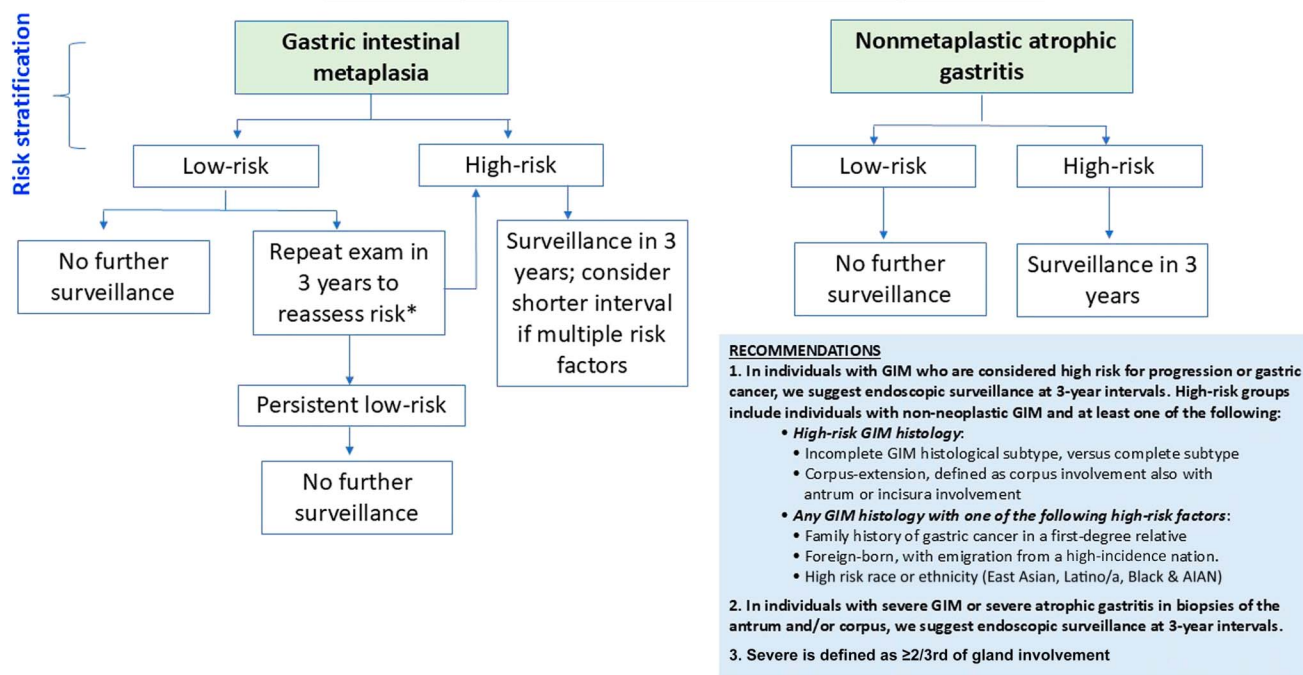 Risk stratification
Gastric intestinal
metaplasia
Low-risk
High-risk
No further
surveillance
Repeat exam in
3 years to
reassess risk*
Surveillance in 3
years; consider
shorter interval
if multiple risk
factors
Persistent low-risk
No further
surveillance
Nonmetaplastic atrophic
gastritis
Low-risk
High-risk
No further
surveillance
Surveillance in 3
years
RECOMMENDATIONS
1. In individuals with GIM who are considered high risk for progression or gastric
cancer, we suggest endoscopic surveillance at 3-year intervals. High-risk groups
include individuals with non-neoplastic GIM and at least one of the following:
• High-risk GIM histology:
• Incomplete GIM histological subtype, versus complete subtype
• Corpus-extension, defined as corpus involvement also with
antrum or incisura involvement
• Any GIM histology with one of the following high-risk factors:
• Family history of gastric cancer in a first-degree relative
• Foreign-born, with emigration from a high-incidence nation.
• High risk race or ethnicity (East Asian, Latino/a, Black & AIAN)
2. In individuals with severe GIM or severe atrophic gastritis in biopsies of the
antrum and/or corpus, we suggest endoscopic surveillance at 3-year intervals.
3. Severe is defined as ≥2/3rd of gland involvement